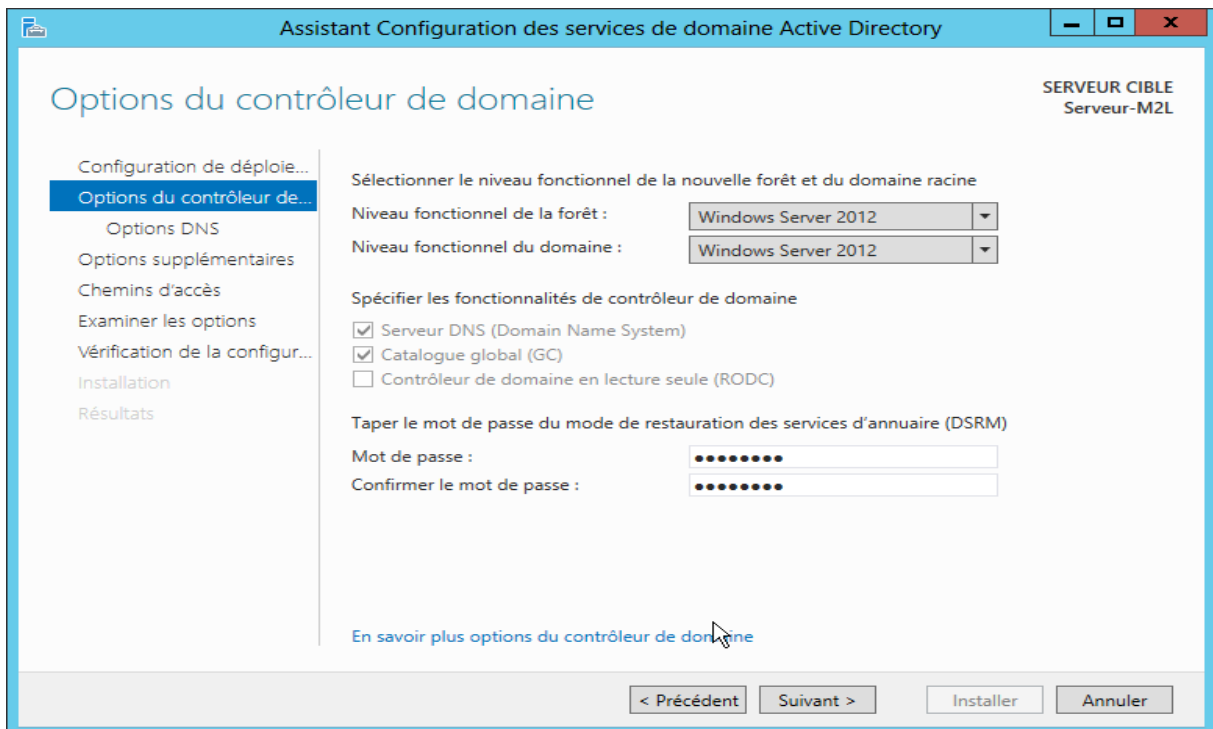 Assistant Configuration des services de domaine Active Directory
Options du contrôleur de domaine
SERVEUR CIBLE
Serveur-M2L
Configuration de déploie...
Options du contrôleur de...
Options DNS
Options supplémentaires
Chemins d'accès
Examiner les options
Vérification de la configur...
Installation
Résultats
Sélectionner le niveau fonctionnel de la nouvelle forêt et du domaine racine
Niveau fonctionnel de la forêt : Windows Server 2012
Niveau fonctionnel du domaine : Windows Server 2012
Spécifier les fonctionnalités de contrôleur de domaine
Serveur DNS (Domain Name System)
Catalogue global (GC)
Contrôleur de domaine en lecture seule (RODC)
Taper le mot de passe du mode de restauration des services d'annuaire (DSRM)
Mot de passe : ●●●●●●●●
Confirmer le mot de passe : ●●●●●●●●
En savoir plus options du contrôleur de domaine
< Précédent Suivant > Installer Annuler